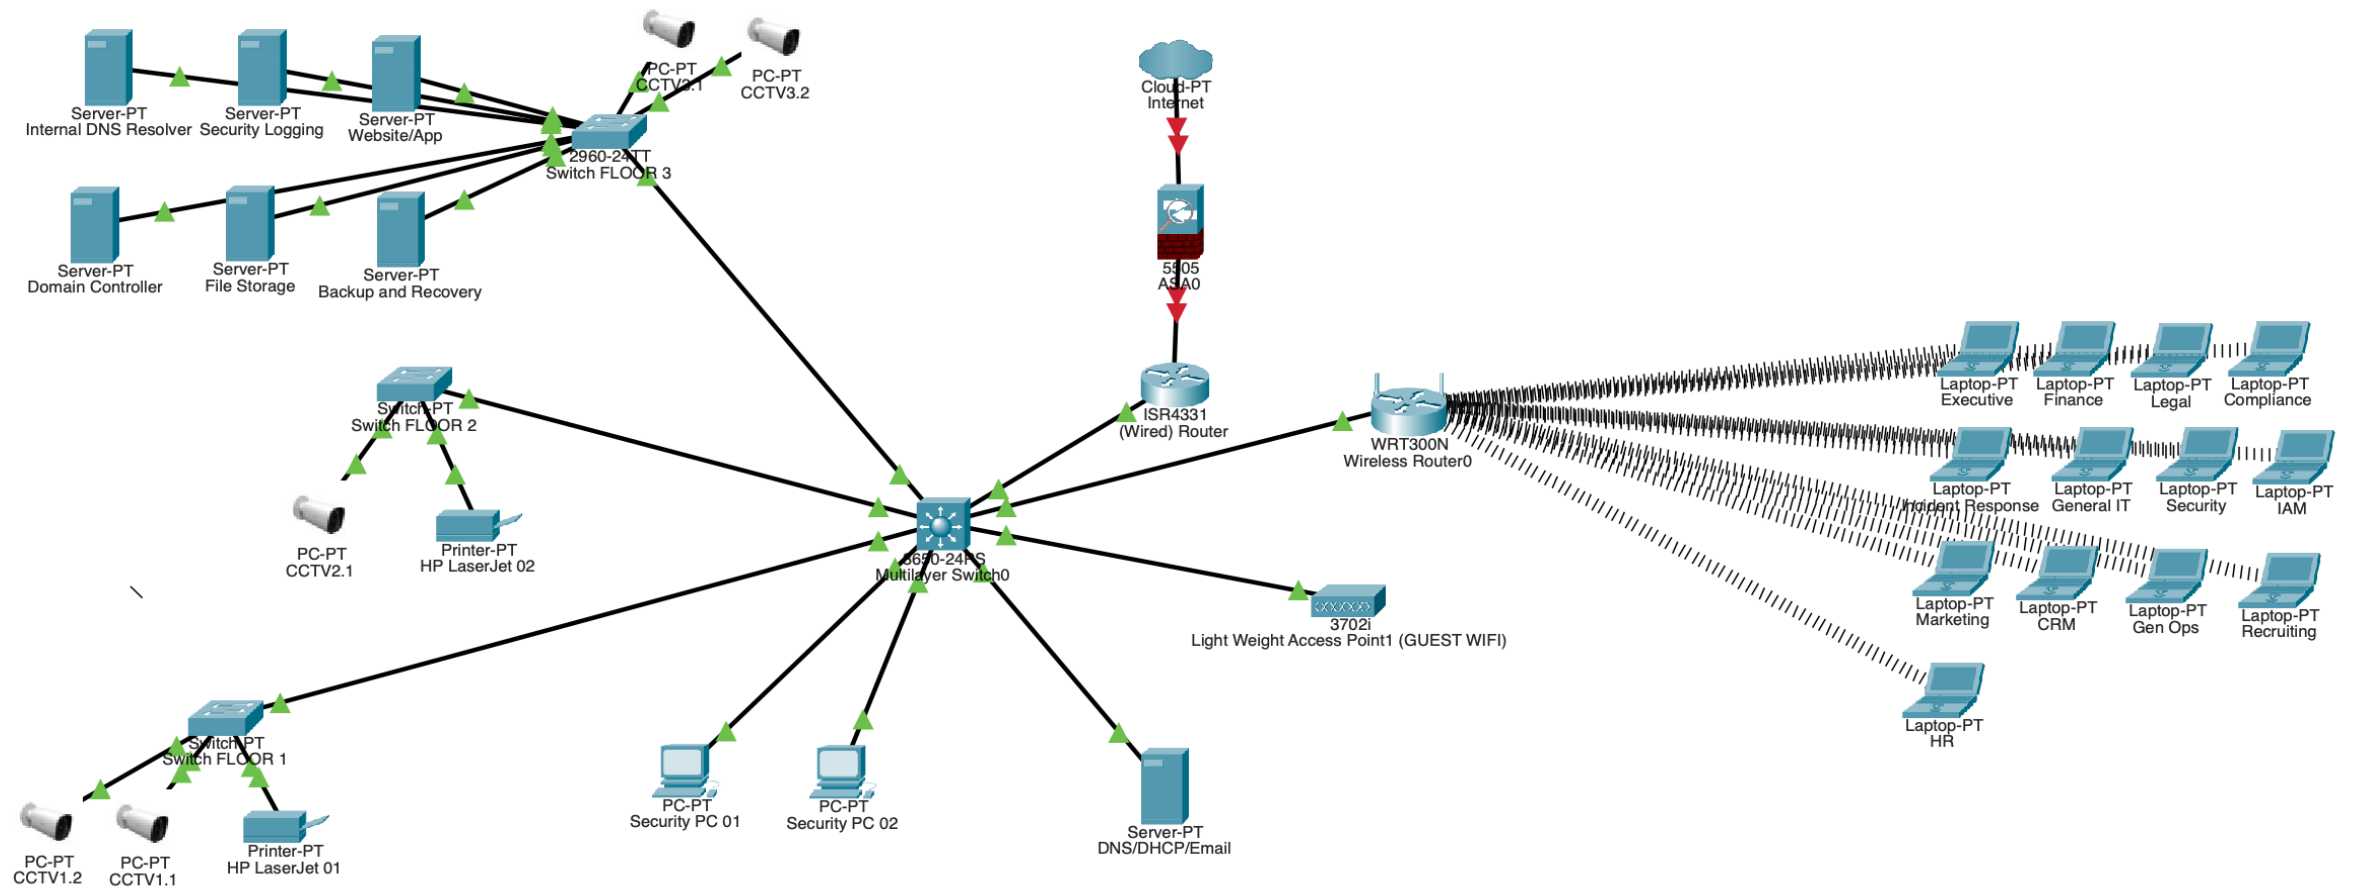 PC-PT
CCTV3.1
PC-PT
CCTV3.2
Server-PT
Internal DNS Resolver
Server-PT
Security Logging
Server-PT
Website/App
2960-24TT
Switch FLOOR 3
Server-PT
Domain Controller
Server-PT
File Storage
Server-PT
Backup and Recovery
Cloud-PT
Internet
5505
ASA0
ISR4331
(Wired) Router
WRT300N
Wireless Router0
Laptop-PT
Executive
Laptop-PT
Finance
Laptop-PT
Legal
Laptop-PT
Compliance
Laptop-PT
Incident Response
Laptop-PT
General IT
Laptop-PT
Security
Laptop-PT
IAM
Laptop-PT
Marketing
Laptop-PT
CRM
Laptop-PT
Gen Ops
Laptop-PT
Recruiting
Laptop-PT
HR
Switch-PT
Switch FLOOR 2
PC-PT
CCTV2.1
Printer-PT
HP LaserJet 02
3650-24PS
Multilayer Switch0
3702i
Light Weight Access Point1 (GUEST WIFI)
Switch-PT
Switch FLOOR 1
PC-PT
CCTV1.2
PC-PT
CCTV1.1
Printer-PT
HP LaserJet 01
PC-PT
Security PC 01
PC-PT
Security PC 02
Server-PT
DNS/DHCP/Email